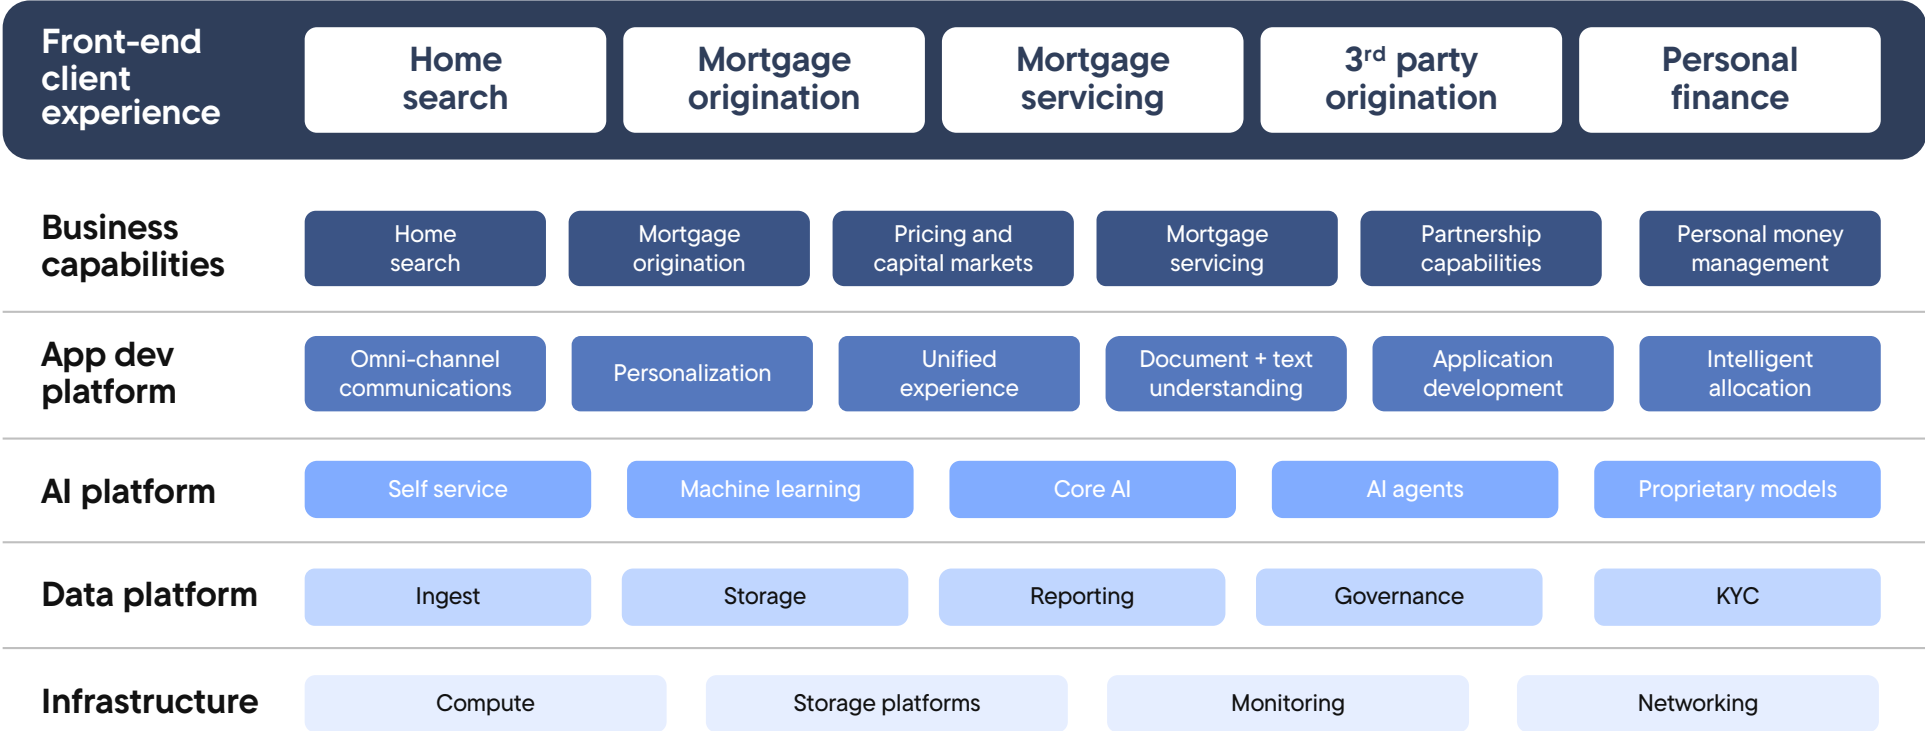 Front-end
client
experience
Home
search
Mortgage
origination
Mortgage
servicing
3rd party
origination
Personal
finance
Business
capabilities
Home
search
Mortgage
origination
Pricing and
capital markets
Mortgage
servicing
Partnership
capabilities
Personal money
management
App dev
platform
Omni-channel
communications
Personalization
Unified
experience
Document + text
understanding
Application
development
Intelligent
allocation
AI platform
Self service
Machine learning
Core AI
AI agents
Proprietary models
Data platform
Ingest
Storage
Reporting
Governance
KYC
Infrastructure
Compute
Storage platforms
Monitoring
Networking